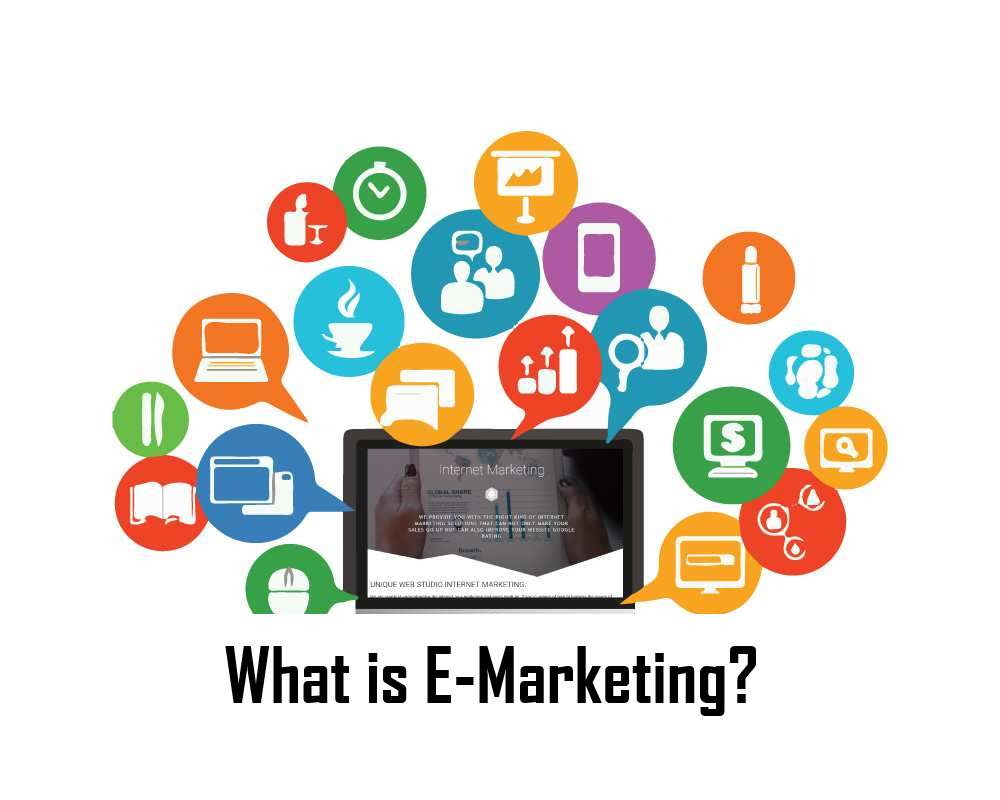 Internet Marketing
GLOBAL SHARE
WE PROVIDE YOU WITH THE RIGHT KIND OF INTERNET
MARKETING SOLUTIONS THAT CAN NOT ONLY MAKE YOUR
SALES GO UP BUT CAN ALSO IMPROVE YOUR WEBSITE GOOGLE
RATING.
Growth
UNIQUE WEB STUDIO INTERNET MARKETING:
$
What is E-Marketing?